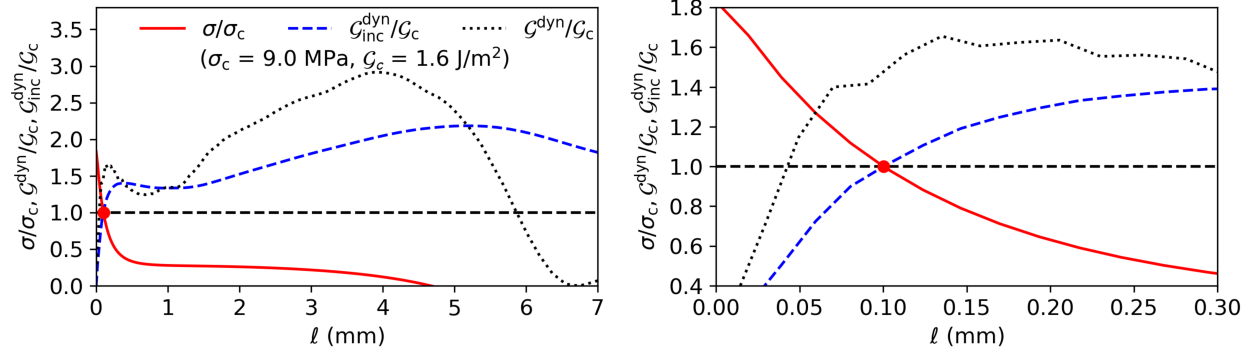 σ/σc, 𝒢dyn/𝒢c, 𝒢incdyn/𝒢c
3.5
3.0
2.5
2.0
1.5
1.0
0.5
0.0
σ/σc
𝒢incdyn/𝒢c
𝒢dyn/𝒢c
(σc = 9.0 MPa, 𝒢c = 1.6 J/m²)
0 1 2 3 4 5 6 7
ℓ (mm)
σ/σc, 𝒢dyn/𝒢c, 𝒢incdyn/𝒢c
1.8
1.6
1.4
1.2
1.0
0.8
0.6
0.4
0.00 0.05 0.10 0.15 0.20 0.25 0.30
ℓ (mm)